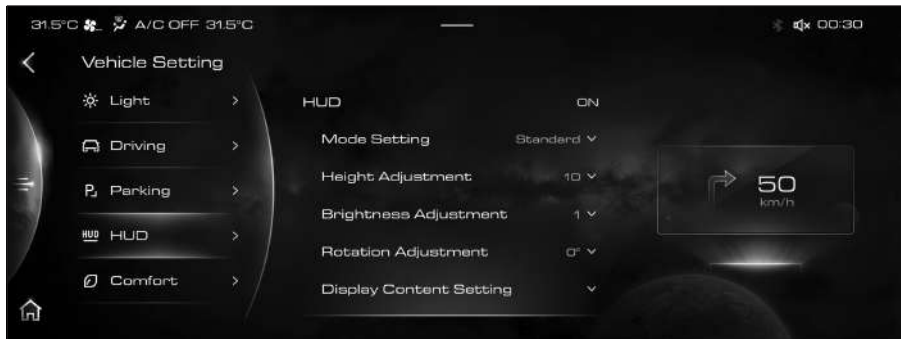 31.5°C A/C OFF 31.5°C 00:30
Vehicle Setting
Light
Driving
Parking
HUD HUD
Comfort
HUD ON
Mode Setting Standard
Height Adjustment 10
Brightness Adjustment 1
Rotation Adjustment 0°
Display Content Setting
50
km/h